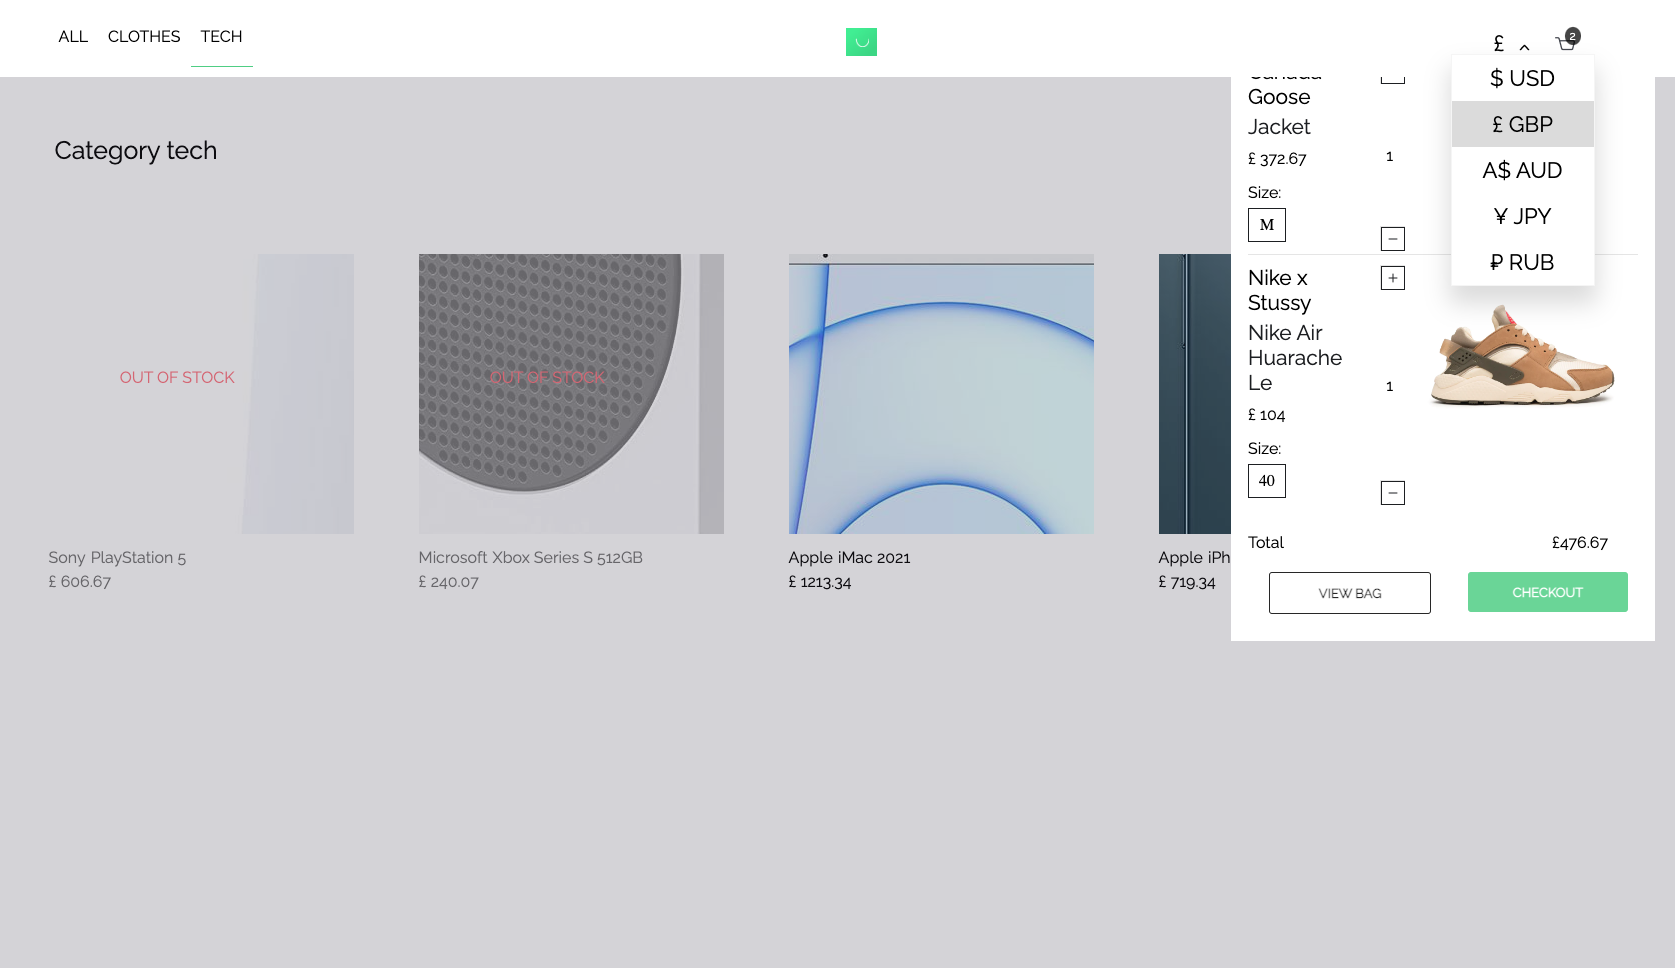 ALL
CLOTHES
TECH
£
2
$ USD
£ GBP
A$ AUD
¥ JPY
₽ RUB
Category tech
OUT OF STOCK
Sony PlayStation 5
£ 606.67
OUT OF STOCK
Microsoft Xbox Series S 512GB
£ 240.07
Apple iMac 2021
£ 1213.34
Apple iPh
£ 719.34
Canada
Goose
Jacket
£ 372.67
1
Size:
M
−
Nike x
Stussy
+
Nike Air
Huarache
Le
1
£ 104
Size:
40
−
Total
£476.67
VIEW BAG
CHECKOUT